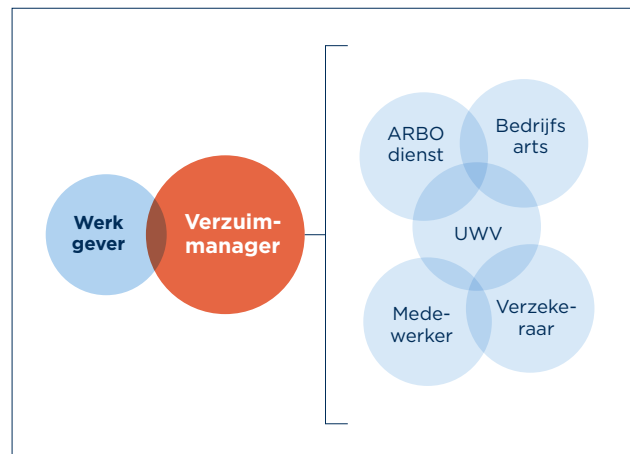 Werk
gever
Verzuim-
manager
ARBO
dienst
Bedrijfs
arts
UWV
Mede-
werker
Verzeke-
raar